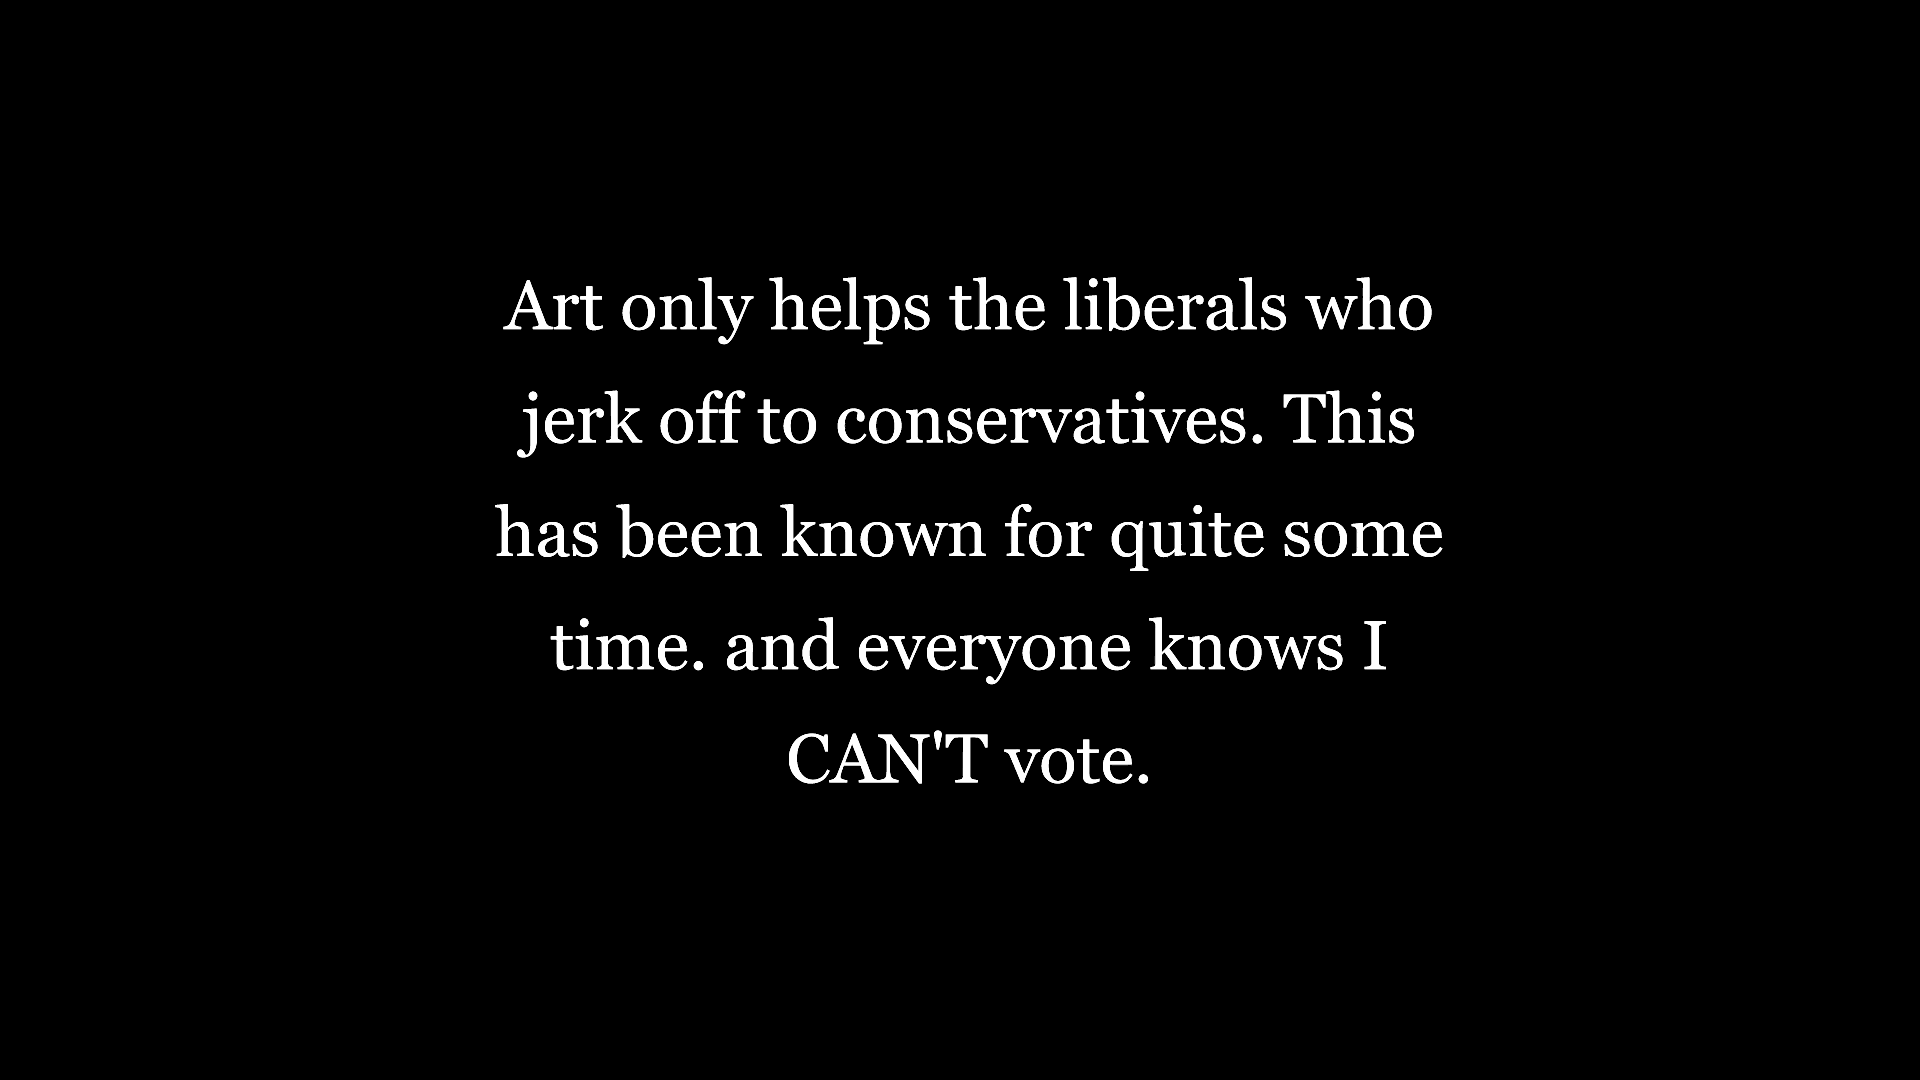 Art only helps the liberals who
jerk off to conservatives. This
has been known for quite some
time. and everyone knows I
CAN'T vote.